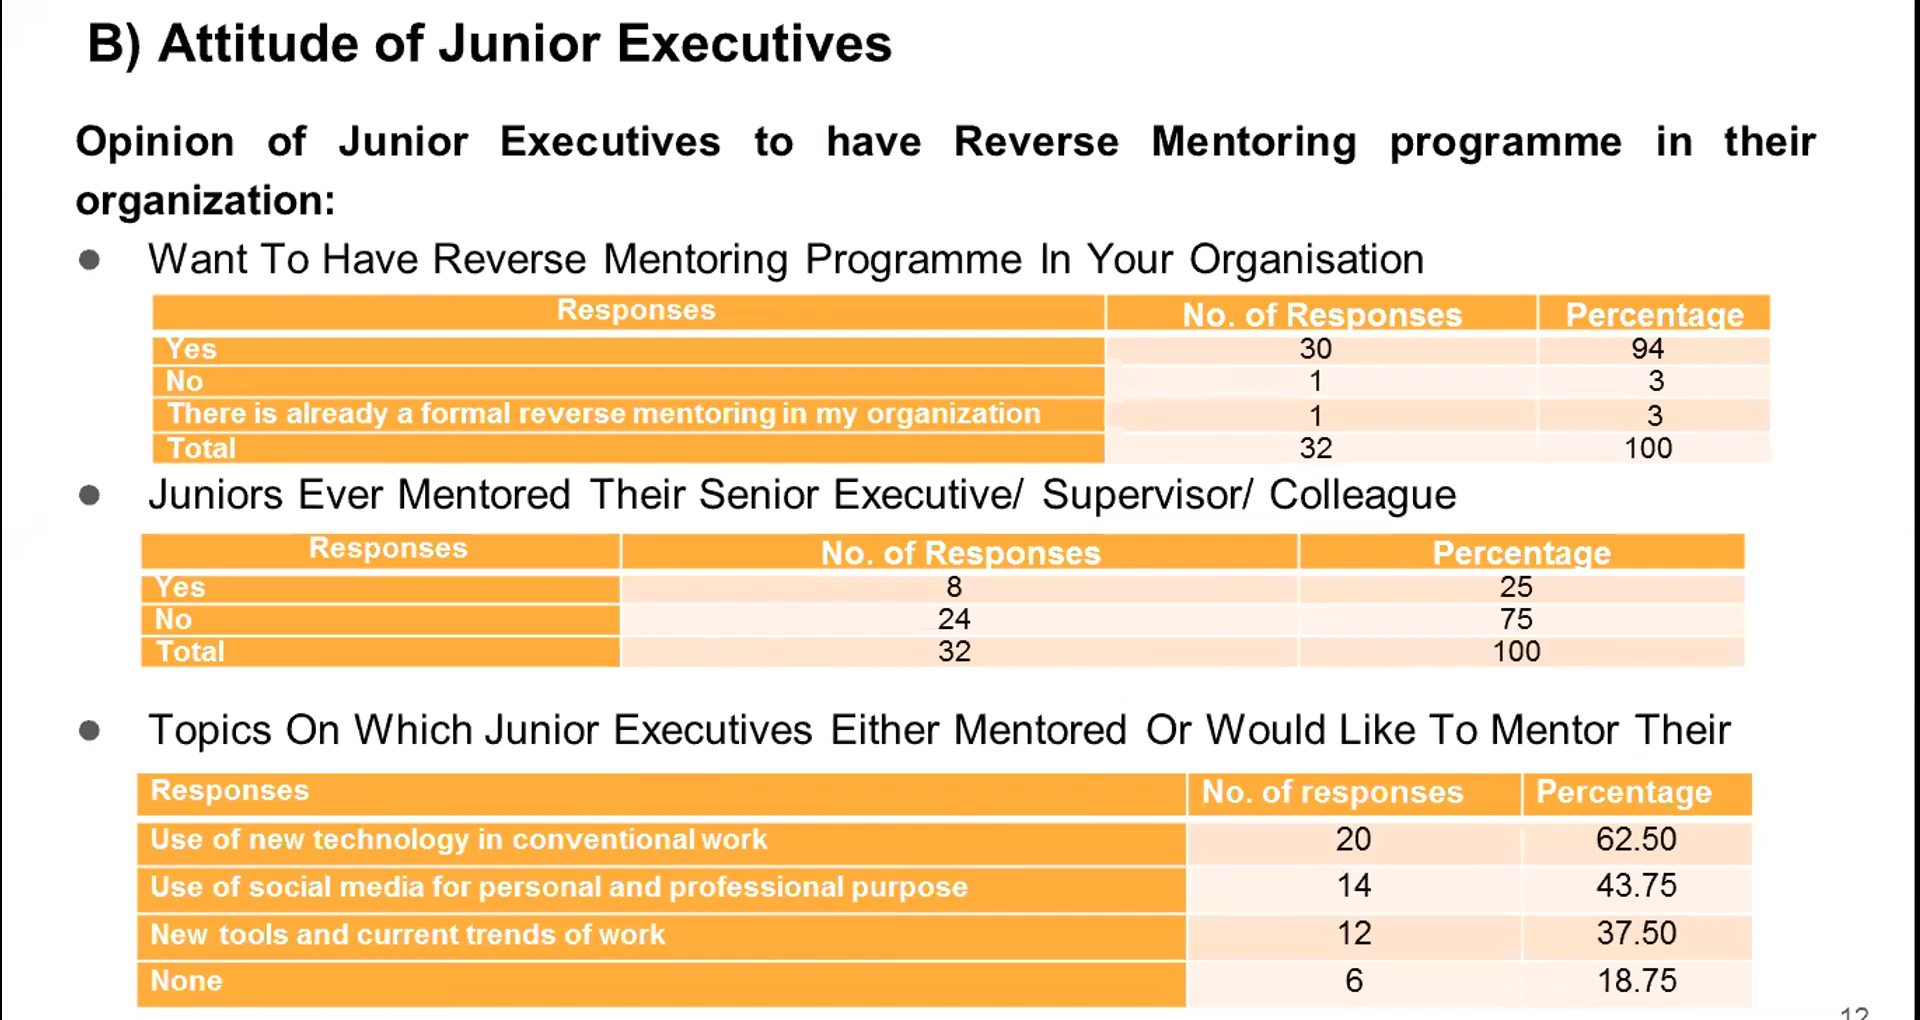 B) Attitude of Junior Executives
Opinion of Junior Executives to have Reverse Mentoring programme in their
organization:
● Want To Have Reverse Mentoring Programme In Your Organisation
Responses No. of Responses Percentage
Yes 30 94
No 1 3
There is already a formal reverse mentoring in my organization 1 3
Total 32 100
● Juniors Ever Mentored Their Senior Executive/ Supervisor/ Colleague
Responses No. of Responses Percentage
Yes 8 25
No 24 75
Total 32 100
● Topics On Which Junior Executives Either Mentored Or Would Like To Mentor Their
Responses No. of responses Percentage
Use of new technology in conventional work 20 62.50
Use of social media for personal and professional purpose 14 43.75
New tools and current trends of work 12 37.50
None 6 18.75
12